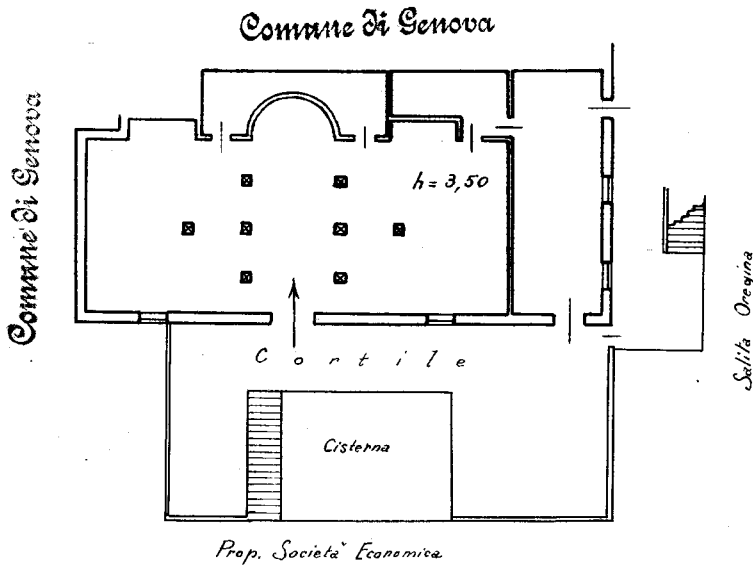 Comune di Genova
Comune di Genova
h = 3,50
Cortile
Salita Oregina
Cisterna
Prop. Società Economica